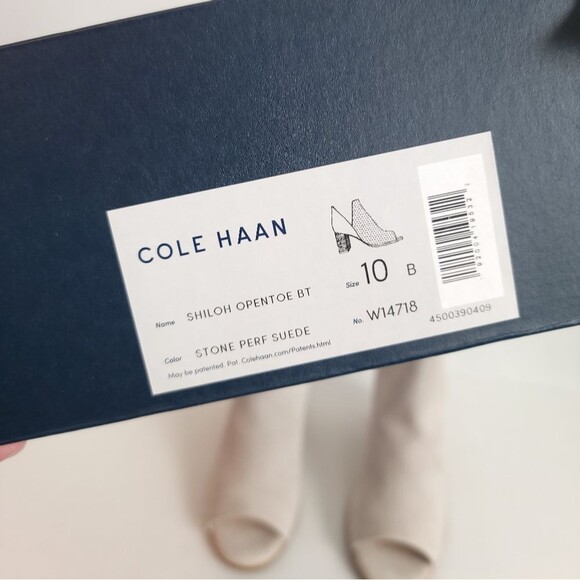 COLE HAAN
Name SHILOH OPENTOE BT
Color STONE PERF SUEDE
May be patented. Pat. Colehaan.com/Patents.html
Size 10 B
No. W14718
4500390409